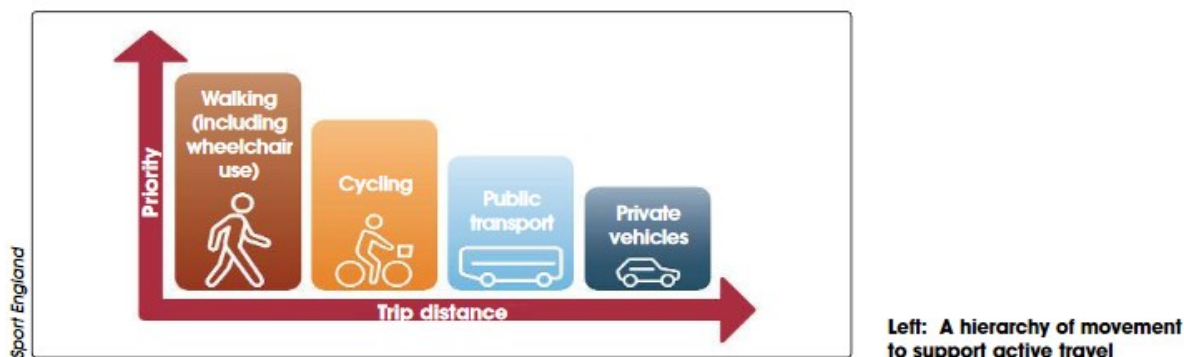 Walking
(including
wheelchair
use)
Cycling
Public
transport
Private
vehicles
Priority
Trip distance
Sport England
Left: A hierarchy of movement
to support active travel